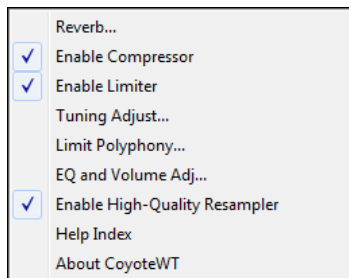 Reverb...
Enable Compressor
Enable Limiter
Tuning Adjust...
Limit Polyphony...
EQ and Volume Adj...
Enable High-Quality Resampler
Help Index
About CoyoteWT